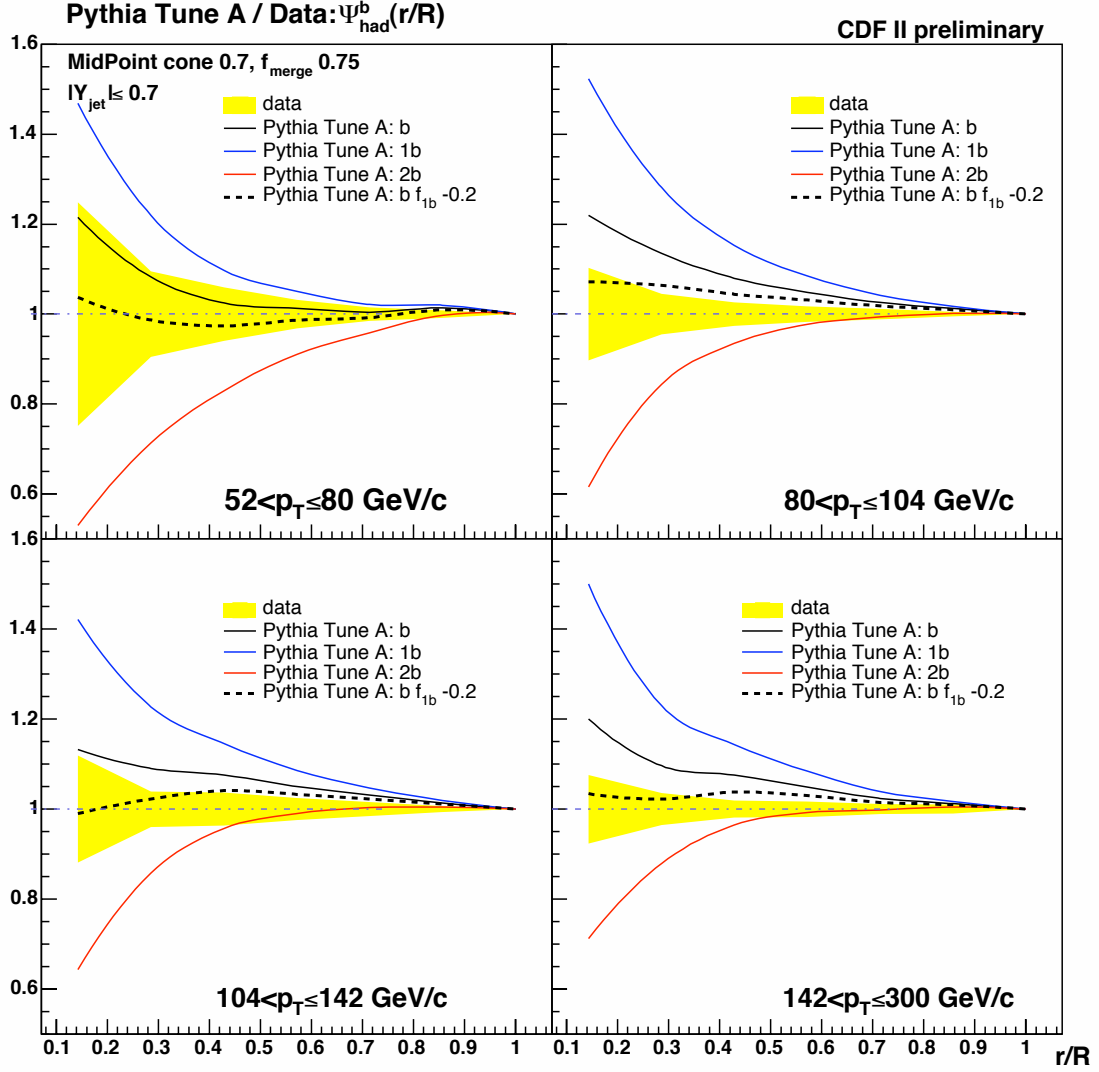 Pythia Tune A / Data: Ψ^b_had(r/R)
CDF II preliminary
1.6
1.4
1.2
1
0.8
0.6
MidPoint cone 0.7, f_merge 0.75
|Y_jet|≤ 0.7
data
Pythia Tune A: b
Pythia Tune A: 1b
Pythia Tune A: 2b
Pythia Tune A: b f_1b -0.2
52<p_T≤80 GeV/c
data
Pythia Tune A: b
Pythia Tune A: 1b
Pythia Tune A: 2b
Pythia Tune A: b f_1b -0.2
80<p_T≤104 GeV/c
1.6
1.4
1.2
1
0.8
0.6
data
Pythia Tune A: b
Pythia Tune A: 1b
Pythia Tune A: 2b
Pythia Tune A: b f_1b -0.2
104<p_T≤142 GeV/c
data
Pythia Tune A: b
Pythia Tune A: 1b
Pythia Tune A: 2b
Pythia Tune A: b f_1b -0.2
142<p_T≤300 GeV/c
0.1 0.2 0.3 0.4 0.5 0.6 0.7 0.8 0.9 1
0.1 0.2 0.3 0.4 0.5 0.6 0.7 0.8 0.9 1
r/R